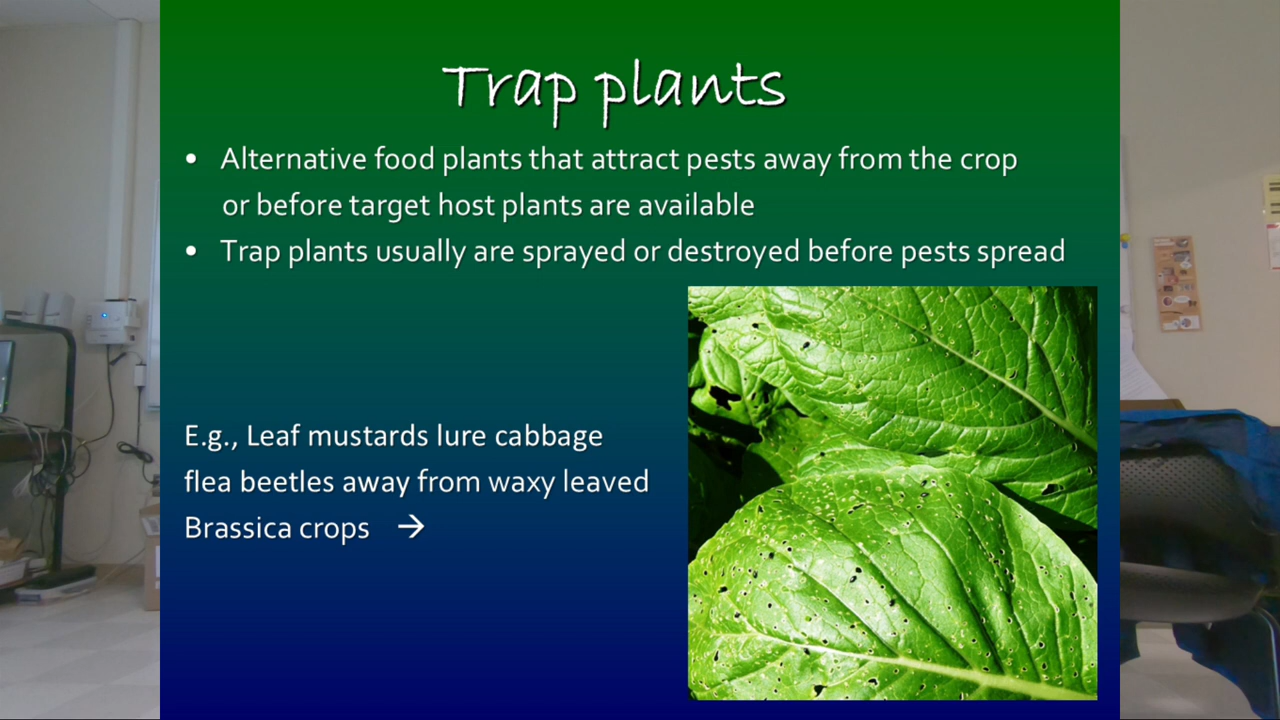 Trap plants
• Alternative food plants that attract pests away from the crop
or before target host plants are available
• Trap plants usually are sprayed or destroyed before pests spread
E.g., Leaf mustards lure cabbage
flea beetles away from waxy leaved
Brassica crops →